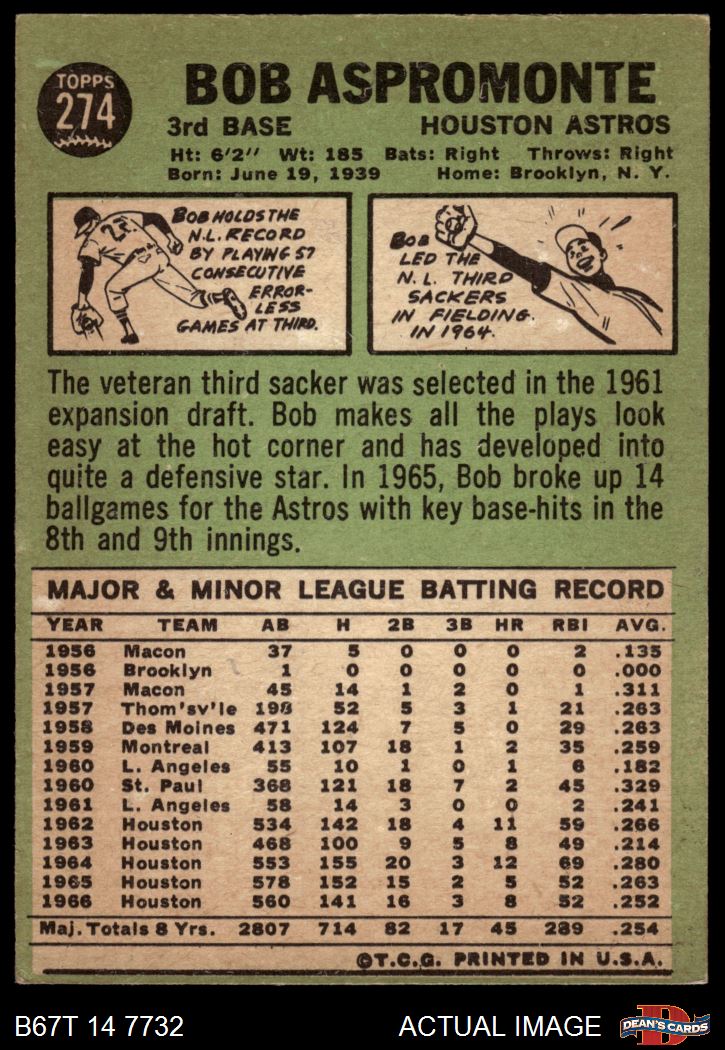 TOPPS
274
BOB ASPROMONTE
3rd BASE HOUSTON ASTROS
Ht: 6'2" Wt: 185 Bats: Right Throws: Right
Born: June 19, 1939 Home: Brooklyn, N. Y.
BOB HOLDS THE
N.L. RECORD
BY PLAYING 57
CONSECUTIVE
ERROR-
LESS
GAMES AT THIRD.
BOB
LED THE
N.L. THIRD
SACKERS
IN FIELDING
IN 1964.
The veteran third sacker was selected in the 1961
expansion draft. Bob makes all the plays look
easy at the hot corner and has developed into
quite a defensive star. In 1965, Bob broke up 14
ballgames for the Astros with key base-hits in the
8th and 9th innings.
MAJOR & MINOR LEAGUE BATTING RECORD
YEAR TEAM AB H 2B 3B HR RBI AVG.
1956 Macon 37 5 0 0 0 2 .135
1956 Brooklyn 1 0 0 0 0 0 .000
1957 Macon 45 14 1 2 0 1 .311
1957 Thom'sv'le 198 52 5 3 1 21 .263
1958 Des Moines 471 124 7 5 0 29 .263
1959 Montreal 413 107 18 1 2 35 .259
1960 L. Angeles 55 10 1 0 1 6 .182
1960 St. Paul 368 121 18 7 2 45 .329
1961 L. Angeles 58 14 3 0 0 2 .241
1962 Houston 534 142 18 4 11 59 .266
1963 Houston 468 100 9 5 8 49 .214
1964 Houston 553 155 20 3 12 69 .280
1965 Houston 578 152 15 2 5 52 .263
1966 Houston 560 141 16 3 8 52 .252
Maj. Totals 8 Yrs. 2807 714 82 17 45 289 .254
©T.C.G. PRINTED IN U.S.A.
B67T 14 7732 ACTUAL IMAGE
D
DEAN'S CARDS